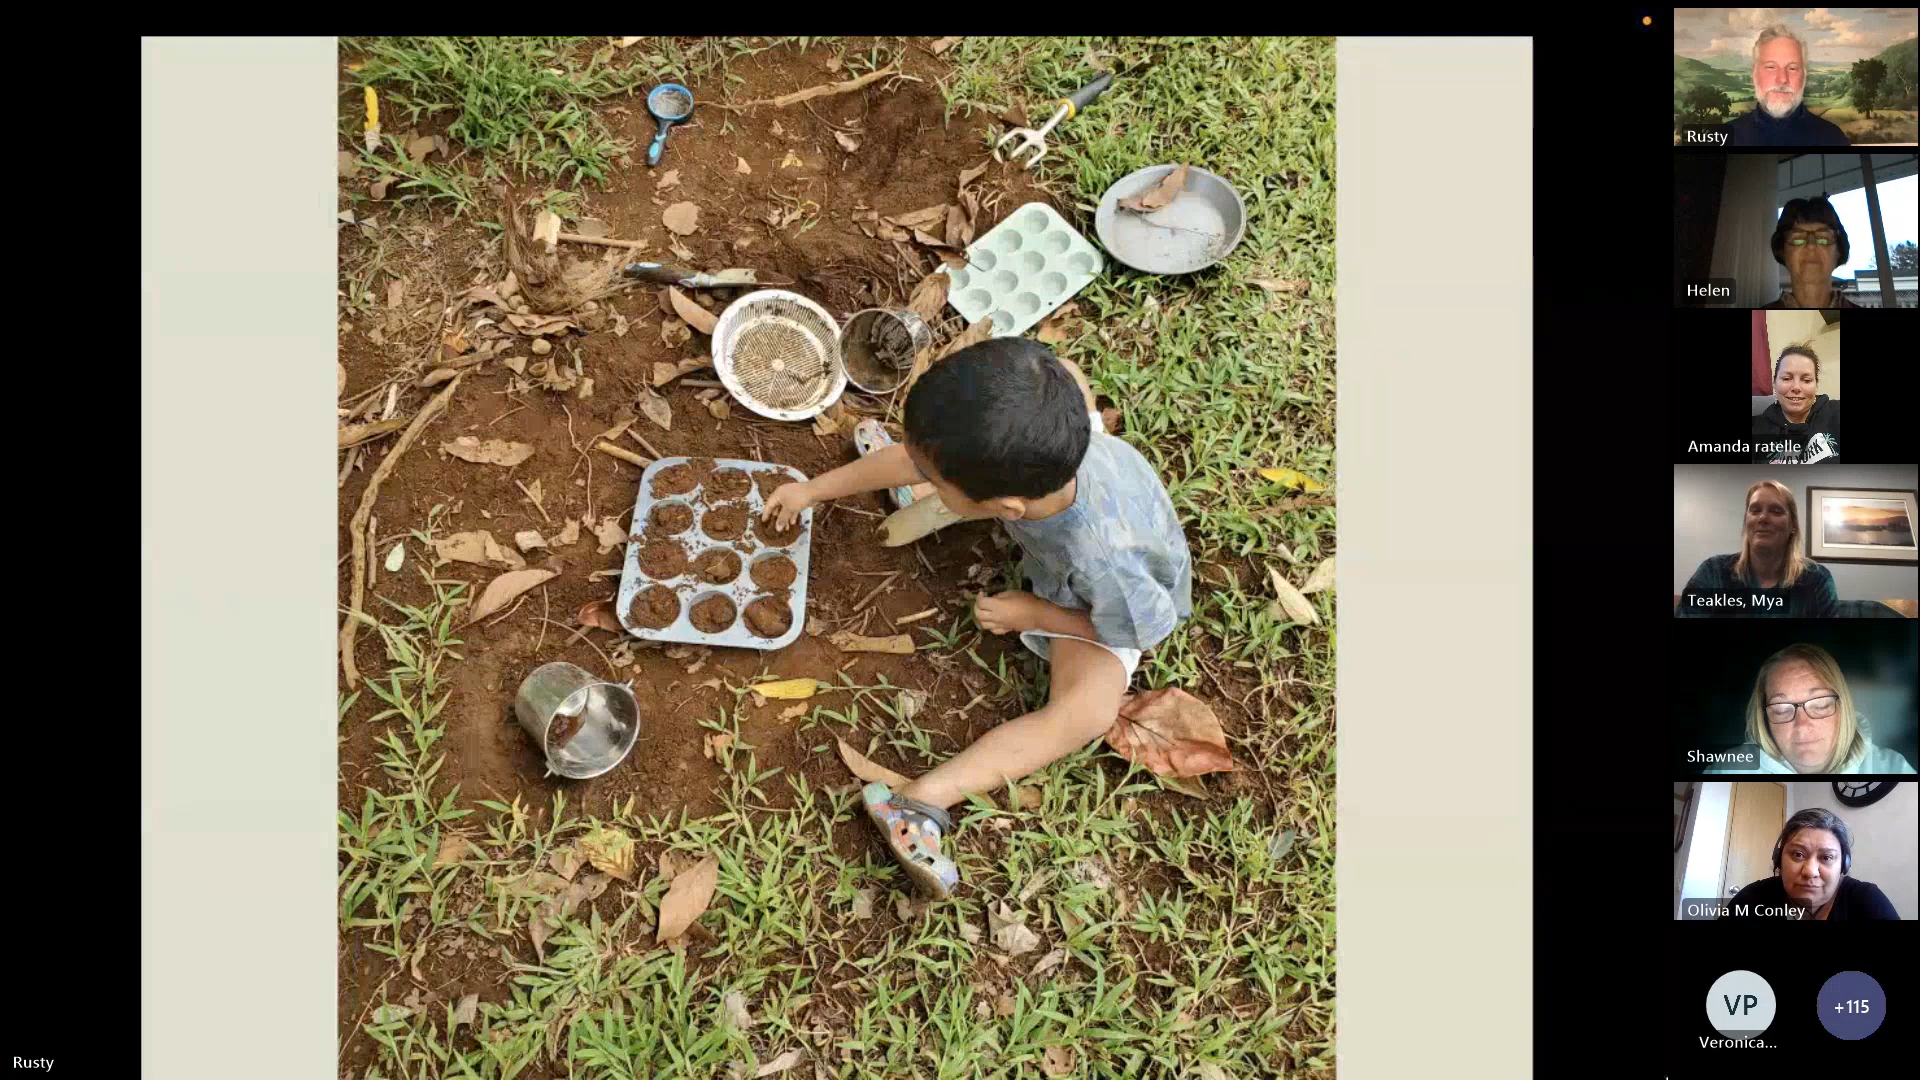 Rusty
Helen
Amanda ratelle
Teakles, Mya
Shawnee
Olivia M Conley
VP
+115
Veronica...
Rusty